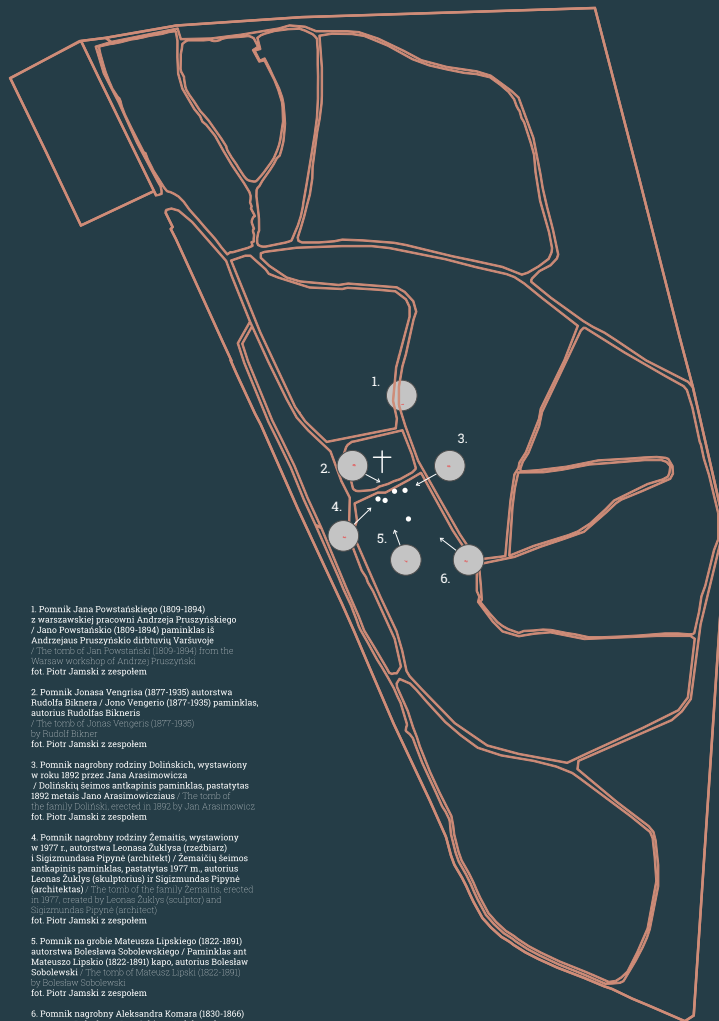 1.
3.
2.
4.
5.
6.
1. Pomnik Jana Powstańskiego (1809-1894)
z warszawskiej pracowni Andrzeja Pruszyńskiego
/ Jano Powstańskio (1809-1894) paminklas iš
Andrzejaus Pruszyńskio dirbtuvių Varšuvoje
/ The tomb of Jan Powstański (1809-1894) from the
Warsaw workshop of Andrzej Pruszyński
fot. Piotr Jamski z zespołem
2. Pomnik Jonasa Vengrisa (1877-1935) autorstwa
Rudolfa Biknera / Jono Vengerio (1877-1935) paminklas,
autorius Rudolfas Bikneris
/ The tomb of Jonas Vengeris (1877-1935)
by Rudolf Bikner
fot. Piotr Jamski z zespołem
3. Pomnik nagrobny rodziny Dolińskich, wystawiony
w roku 1892 przez Jana Arasimowicza
/ Dolińskių šeimos antkapinis paminklas, pastatytas
1892 metais Jano Arasimowicziaus / The tomb of
the family Doliński, erected in 1892 by Jan Arasimowicz
fot. Piotr Jamski z zespołem
4. Pomnik nagrobny rodziny Žemaitis, wystawiony
w 1977 r., autorstwa Leonasa Žuklysa (rzeźbiarz)
i Sigizmundasa Pipynė (architekt) / Žemaičių šeimos
antkapinis paminklas, pastatytas 1977 m., autorius
Leonas Žuklys (skulptorius) ir Sigizmundas Pipynė
(architektas) / The tomb of the family Žemaitis, erected
in 1977, created by Leonas Žuklys (sculptor) and
Sigizmundas Pipynė (architect)
fot. Piotr Jamski z zespołem
5. Pomnik na grobie Mateusza Lipskiego (1822-1891)
autorstwa Bolesława Sobolewskiego / Paminklas ant
Mateuszo Lipskio (1822-1891) kapo, autorius Bolesław
Sobolewski / The tomb of Mateusz Lipski (1822-1891)
by Bolesław Sobolewski
fot. Piotr Jamski z zespołem
6. Pomnik nagrobny Aleksandra Komara (1830-1866)